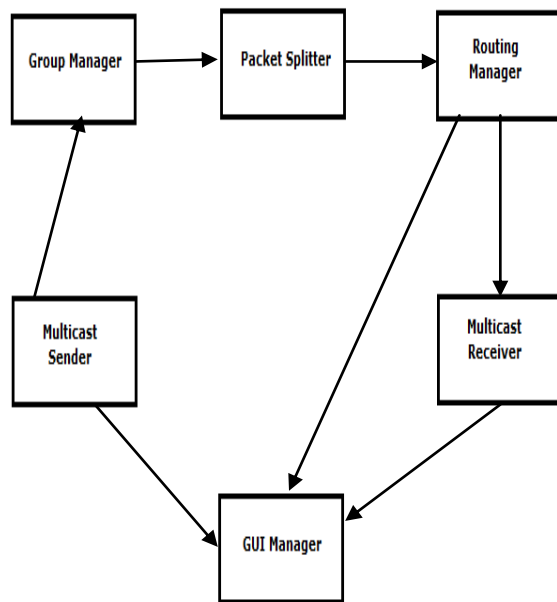 Group Manager
Packet Splitter
Routing
Manager
Multicast
Sender
Multicast
Receiver
GUI Manager